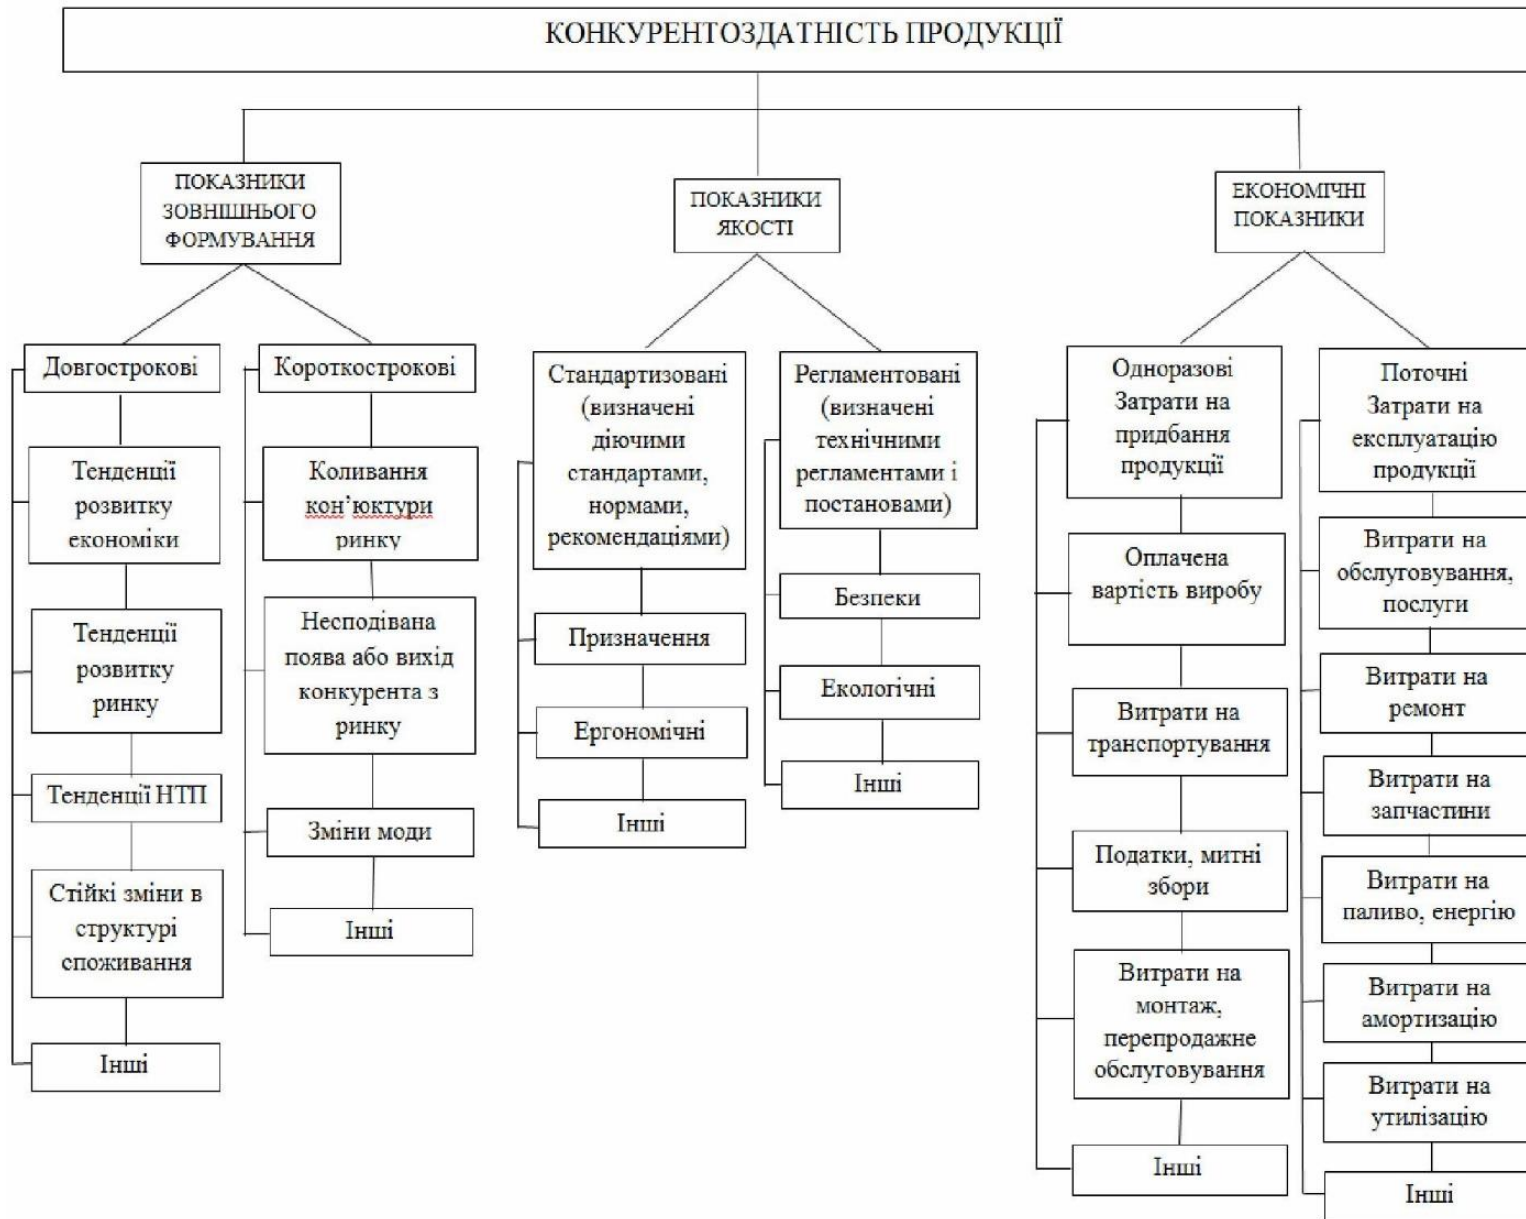 КОНКУРЕНТОЗДАТНІСТЬ ПРОДУКЦІЇ
ПОКАЗНИКИ
ЗОВНІШНЬОГО
ФОРМУВАННЯ
Довгострокові
Тенденції
розвитку
економіки
Тенденції
розвитку
ринку
Тенденції НТП
Стійкі зміни в
структурі
споживання
Інші
Короткострокові
Коливання
кон’юктури
ринку
Несподівана
поява або вихід
конкурента з
ринку
Зміни моди
Інші
ПОКАЗНИКИ
ЯКОСТІ
Стандартизовані
(визначені
діючими
стандартами,
нормами,
рекомендаціями)
Призначення
Ергономічні
Інші
Регламентовані
(визначені
технічними
регламентами і
постановами)
Безпеки
Екологічні
Інші
ЕКОНОМІЧНІ
ПОКАЗНИКИ
Одноразові
Затрати на
придбання
продукції
Оплачена
вартість виробу
Витрати на
транспортування
Податки, митні
збори
Витрати на
монтаж,
перепродажне
обслуговування
Інші
Поточні
Затрати на
експлуатацію
продукції
Витрати на
обслуговування,
послуги
Витрати на
ремонт
Витрати на
запчастини
Витрати на
паливо, енергію
Витрати на
амортизацію
Витрати на
утилізацію
Інші